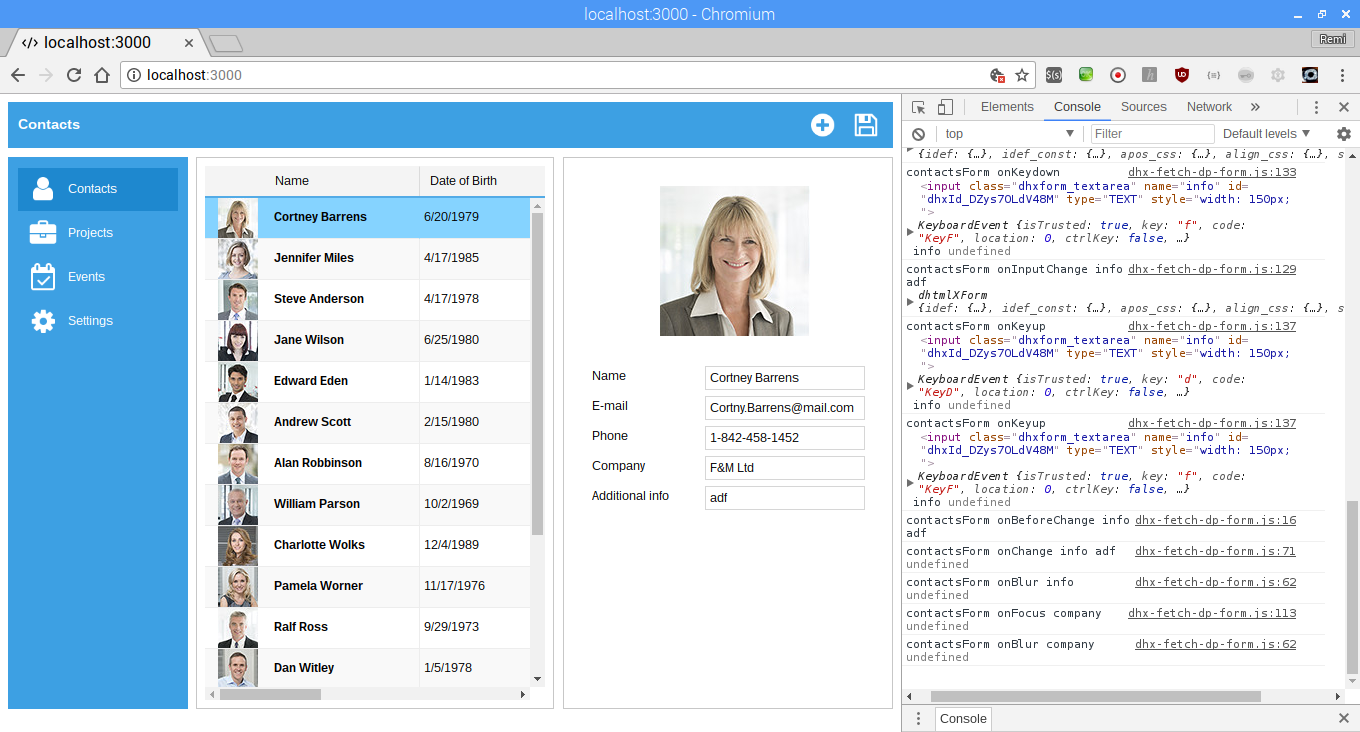 localhost:3000 - Chromium
localhost:3000
Remi
localhost:3000
Contacts
Contacts
Projects
Events
Settings
Name Date of Birth
Cortney Barrens 6/20/1979
Jennifer Miles 4/17/1985
Steve Anderson 4/17/1978
Jane Wilson 6/25/1980
Edward Eden 1/14/1983
Andrew Scott 2/15/1980
Alan Robbinson 8/16/1970
William Parson 10/2/1969
Charlotte Wolks 12/4/1989
Pamela Worner 11/17/1976
Ralf Ross 9/29/1973
Dan Witley 1/5/1978
Name Cortney Barrens
E-mail Cortny.Barrens@mail.com
Phone 1-842-458-1452
Company F&M Ltd
Additional info adf
Elements Console Sources Network
top Filter Default levels
{idef: {…}, idef_const: {…}, apos_css: {…}, align_css: {…}, s
contactsForm onKeydown dhx-fetch-dp-form.js:133
<input class="dhxform_textarea" name="info" id=
"dhxId_DZys7OLdV48M" type="TEXT" style="width: 150px;
">
KeyboardEvent {isTrusted: true, key: "f", code:
"KeyF", location: 0, ctrlKey: false, …}
info undefined
contactsForm onInputChange info dhx-fetch-dp-form.js:129
adf
dhtmlXForm
{idef: {…}, idef_const: {…}, apos_css: {…}, align_css: {…}, s
contactsForm onKeyup dhx-fetch-dp-form.js:137
<input class="dhxform_textarea" name="info" id=
"dhxId_DZys7OLdV48M" type="TEXT" style="width: 150px;
">
KeyboardEvent {isTrusted: true, key: "d", code:
"KeyD", location: 0, ctrlKey: false, …}
info undefined
contactsForm onKeyup dhx-fetch-dp-form.js:137
<input class="dhxform_textarea" name="info" id=
"dhxId_DZys7OLdV48M" type="TEXT" style="width: 150px;
">
KeyboardEvent {isTrusted: true, key: "f", code:
"KeyF", location: 0, ctrlKey: false, …}
info undefined
contactsForm onBeforeChange info dhx-fetch-dp-form.js:16
adf
contactsForm onChange info adf dhx-fetch-dp-form.js:71
undefined
contactsForm onBlur info dhx-fetch-dp-form.js:62
undefined
contactsForm onFocus company dhx-fetch-dp-form.js:113
undefined
contactsForm onBlur company dhx-fetch-dp-form.js:62
undefined
Console